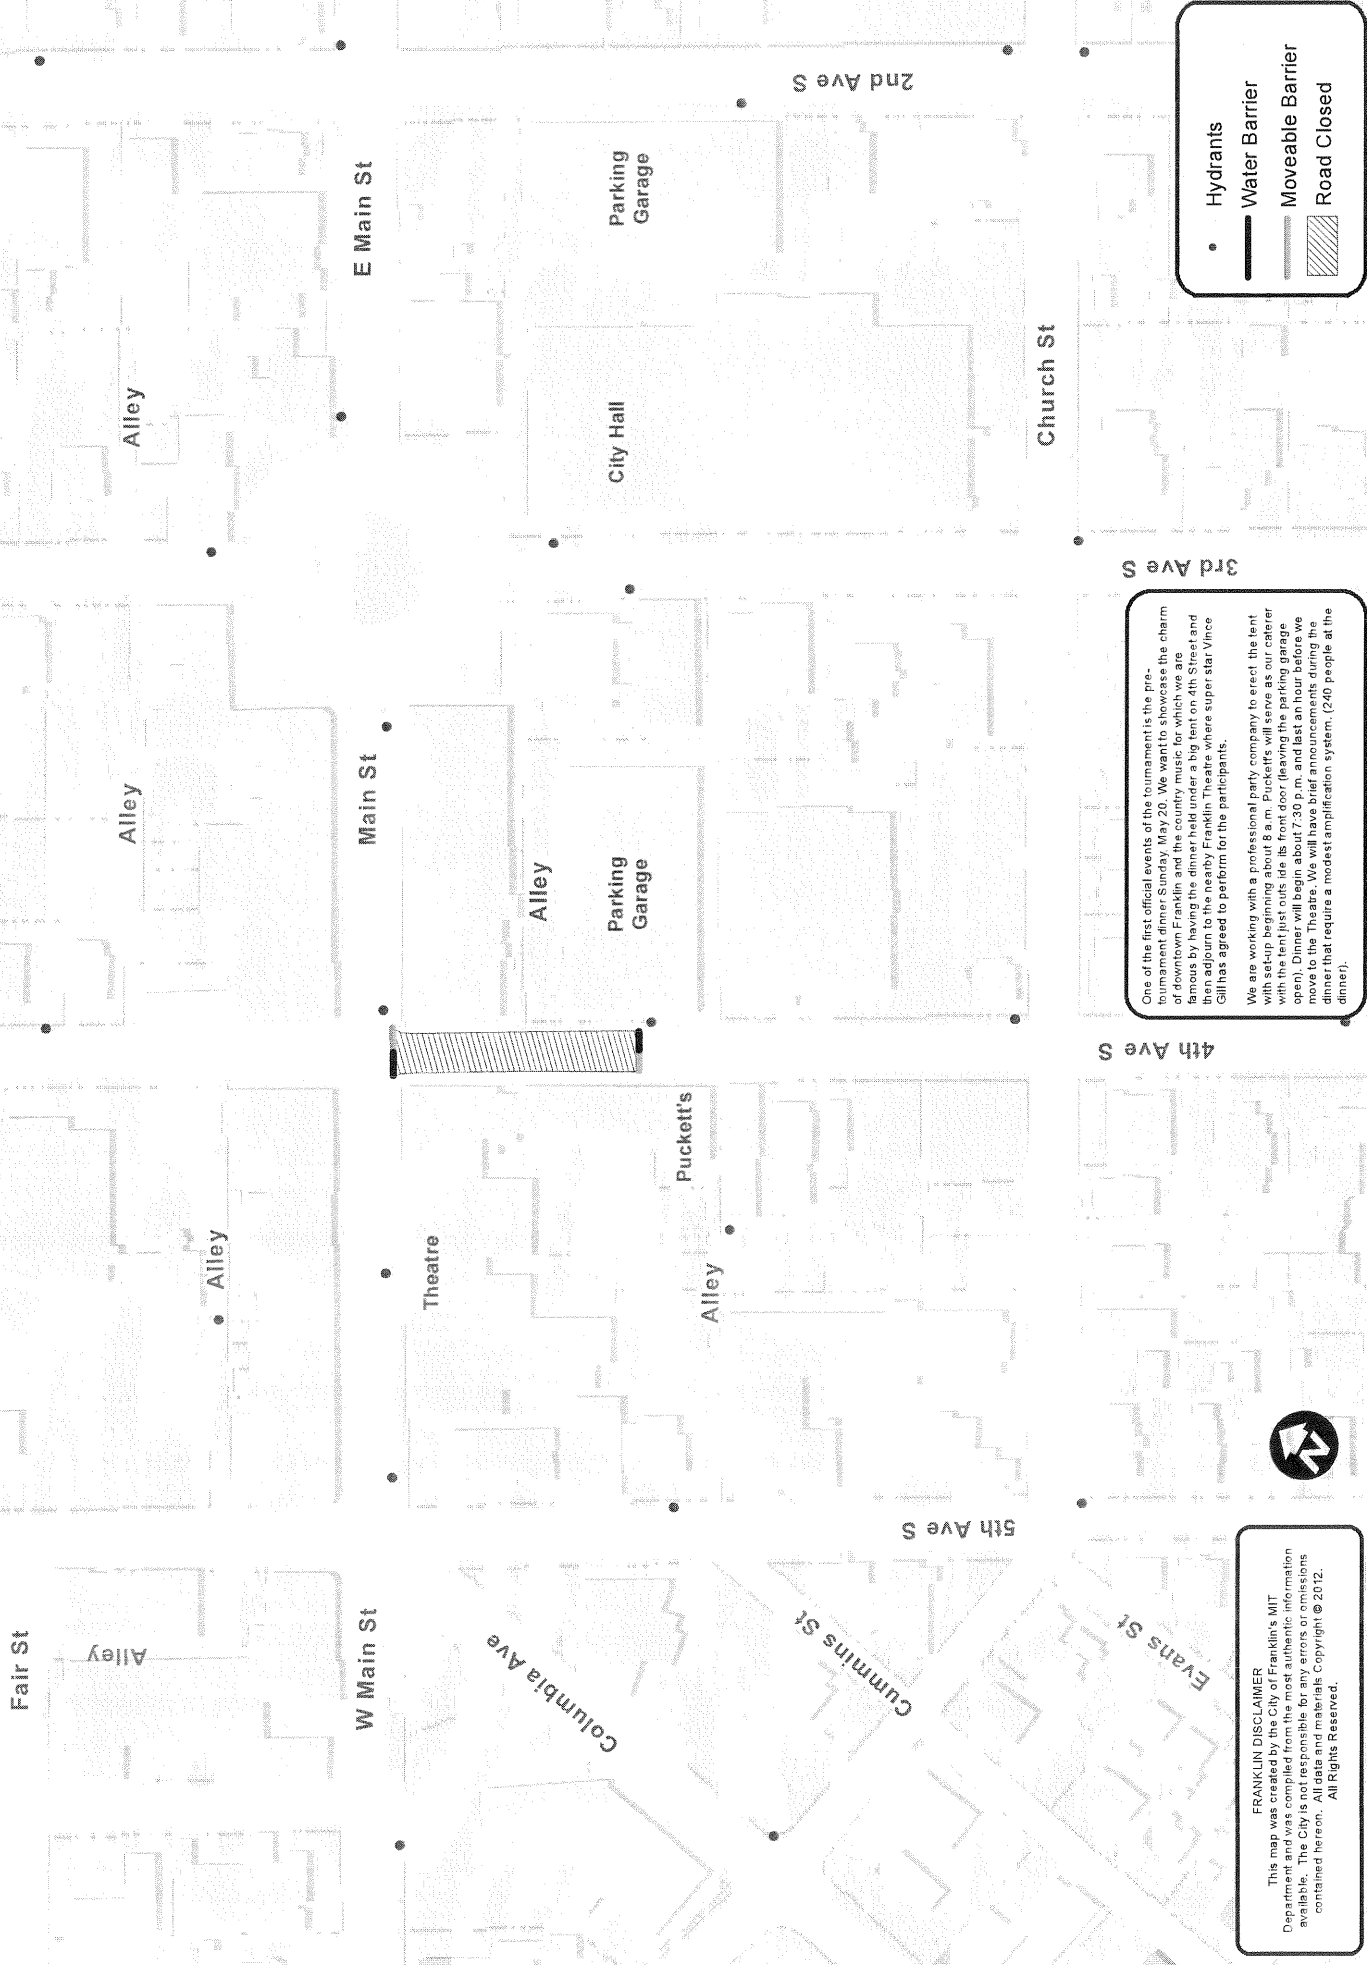 Fair St
Alley
W Main St
Columbia Ave
Cummins St
Evans St
5th Ave S
Alley
Theatre
Alley
Puckett's
4th Ave S
Alley
Main St
Alley
Parking
Garage
3rd Ave S
Alley
E Main St
City Hall
Parking
Garage
Church St
2nd Ave S
Hydrants
Water Barrier
Moveable Barrier
Road Closed
One of the first official events of the tournament is the pre-
tournament dinner Sunday, May 20. We want to showcase the charm
of downtown Franklin and the country music for which we are
famous by having the dinner held under a big tent on 4th Street and
then adjourn to the nearby Franklin Theatre where super star Vince
Gill has agreed to perform for the participants.
We are working with a professional party company to erect the tent
with set-up beginning about 8 a.m. Puckett's will serve as our caterer
with the tent just outs ide its front door (leaving the parking garage
open). Dinner will begin about 7:30 p.m. and last an hour before we
move to the Theatre. We will have brief announcements during the
dinner that require a modest amplification system. (240 people at the
dinner).
N
FRANKLIN DISCLAIMER
This map was created by the City of Franklin's MIT
Department and was compiled from the most authentic information
available. The City is not responsible for any errors or omissions
contained hereon. All data and materials Copyright © 2012.
All Rights Reserved.